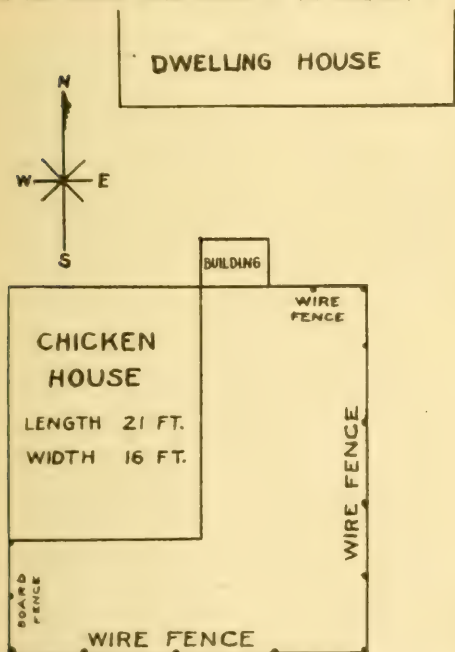 DWELLING HOUSE
N
W E
S
BUILDING
WIRE
FENCE
CHICKEN
HOUSE
LENGTH 21 FT.
WIDTH 16 FT.
WIRE FENCE
BOARD
FENCE
WIRE FENCE